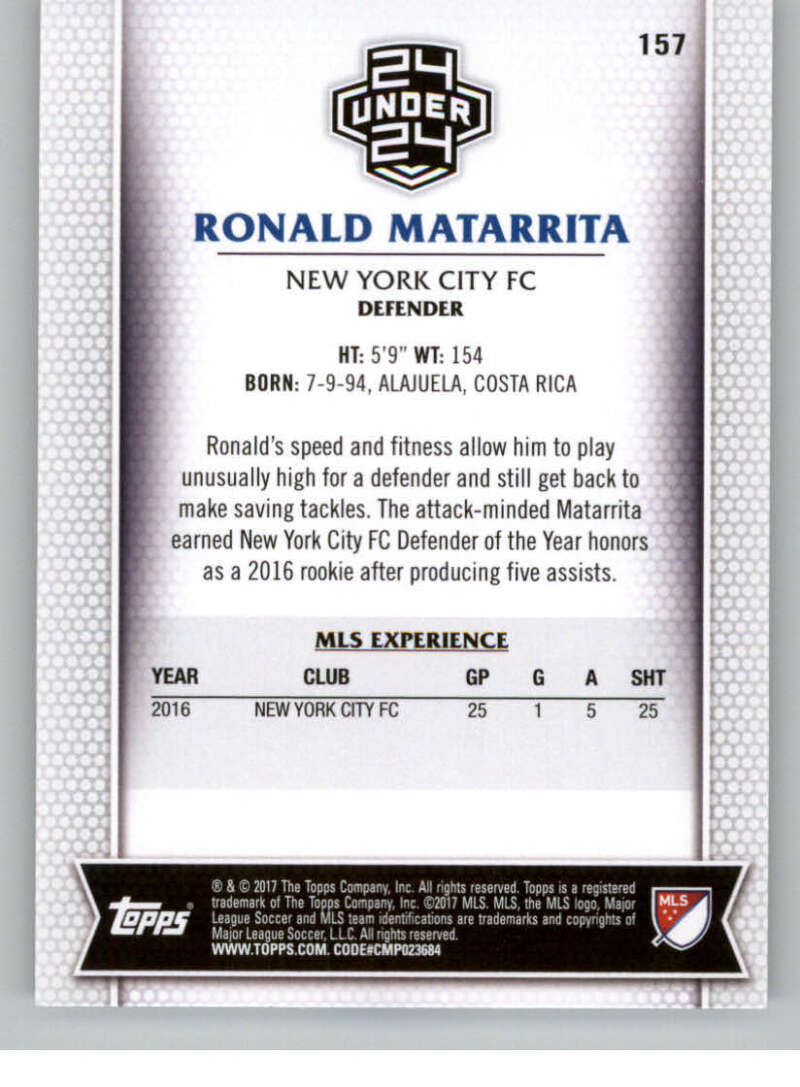 157
24
UNDER
24
RONALD MATARRITA
NEW YORK CITY FC
DEFENDER
HT: 5'9" WT: 154
BORN: 7-9-94, ALAJUELA, COSTA RICA
Ronald's speed and fitness allow him to play
unusually high for a defender and still get back to
make saving tackles. The attack-minded Matarrita
earned New York City FC Defender of the Year honors
as a 2016 rookie after producing five assists.
MLS EXPERIENCE
YEAR CLUB GP G A SHT
2016 NEW YORK CITY FC 25 1 5 25
Topps®
® & © 2017 The Topps Company, Inc. All rights reserved. Topps is a registered
trademark of The Topps Company, Inc. ©2017 MLS. MLS, the MLS logo, Major
League Soccer and MLS team identifications are trademarks and copyrights of
Major League Soccer, L.L.C. All rights reserved.
WWW.TOPPS.COM. CODE#CMP023684
MLS